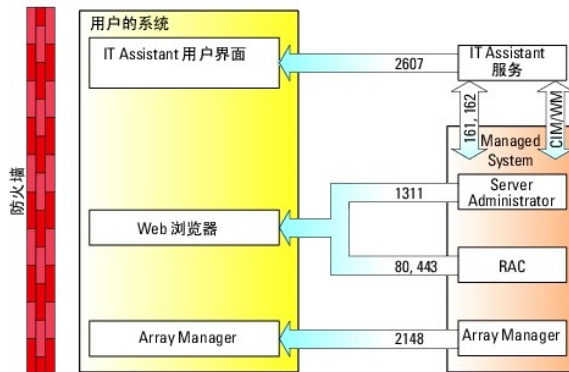 用户的系统
IT Assistant 用户界面
2607
IT Assistant
服务
161, 162
CIM/WM
Managed
System
防火墙
1311
Server
Administrator
Web 浏览器
80, 443
RAC
Array Manager
2148
Array Manager